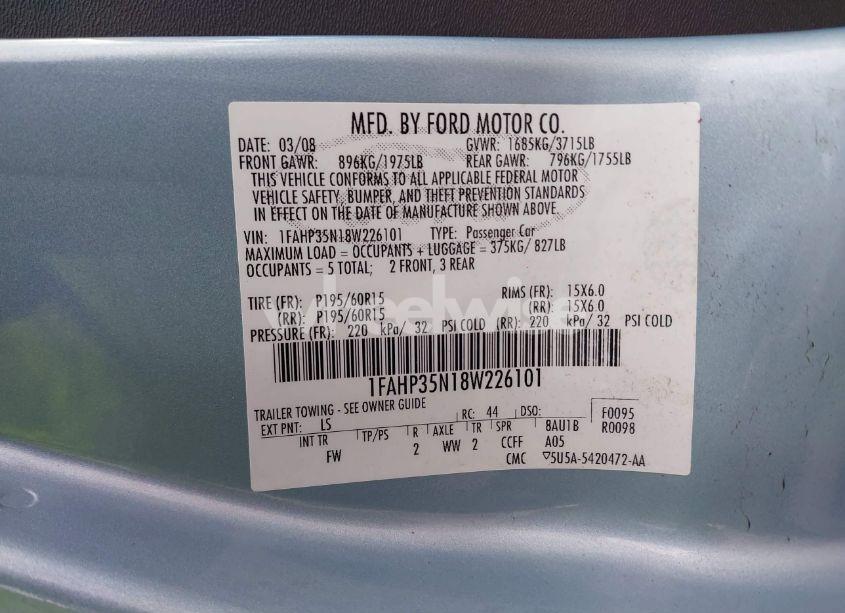 MFD. BY FORD MOTOR CO.
DATE: 03/08 GVWR: 1685KG/3715LB
FRONT GAWR: 896KG/1975LB REAR GAWR: 796KG/1755LB
THIS VEHICLE CONFORMS TO ALL APPLICABLE FEDERAL MOTOR
VEHICLE SAFETY, BUMPER, AND THEFT PREVENTION STANDARDS
IN EFFECT ON THE DATE OF MANUFACTURE SHOWN ABOVE.
VIN: 1FAHP35N18W226101 TYPE: Passenger Car
MAXIMUM LOAD = OCCUPANTS + LUGGAGE = 375KG/ 827LB
OCCUPANTS = 5 TOTAL; 2 FRONT, 3 REAR
TIRE (FR): P195/60R15 RIMS (FR): 15X6.0
(RR): P195/60R15 (RR): 15X6.0
PRESSURE (FR): 220 kPa/ 32 PSI COLD (RR): 220 kPa/ 32 PSI COLD
wheelwise
1FAHP35N18W226101
TRAILER TOWING - SEE OWNER GUIDE
EXT PNT: LS RC: 44 DSO: F0095
INT TR TP/PS R AXLE TR SPR 8AU1B R0098
FW 2 WW 2 CCFF A05
CMC ▽5U5A-5420472-AA